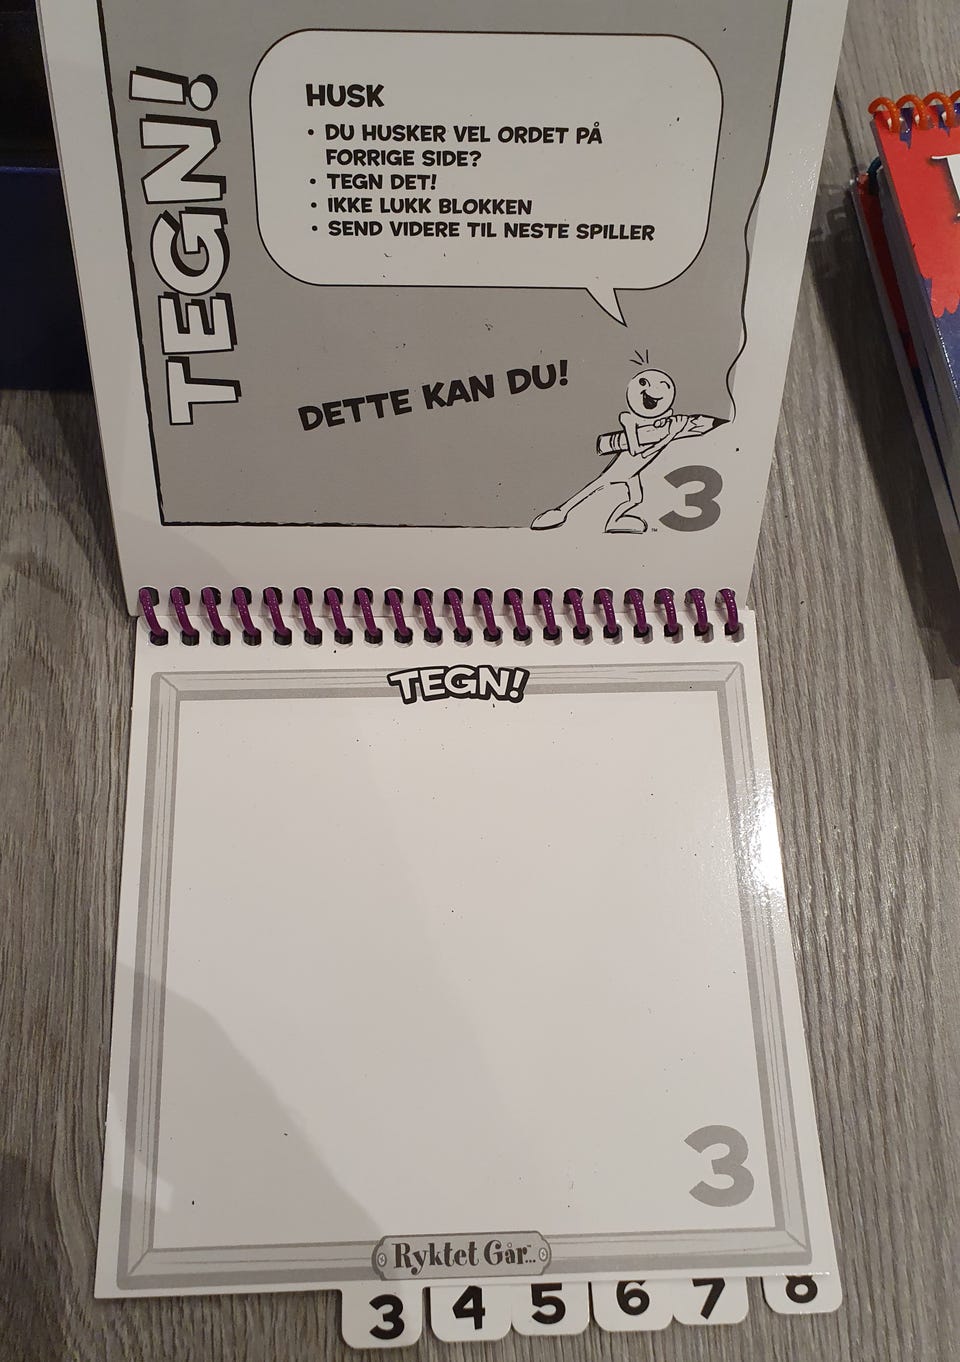 TEGN!
HUSK
• DU HUSKER VEL ORDET PÅ
FORRIGE SIDE?
• TEGN DET!
• IKKE LUKK BLOKKEN
• SEND VIDERE TIL NESTE SPILLER
DETTE KAN DU!
3
TEGN!
3
Ryktet Går...
3 4 5 6 7 8